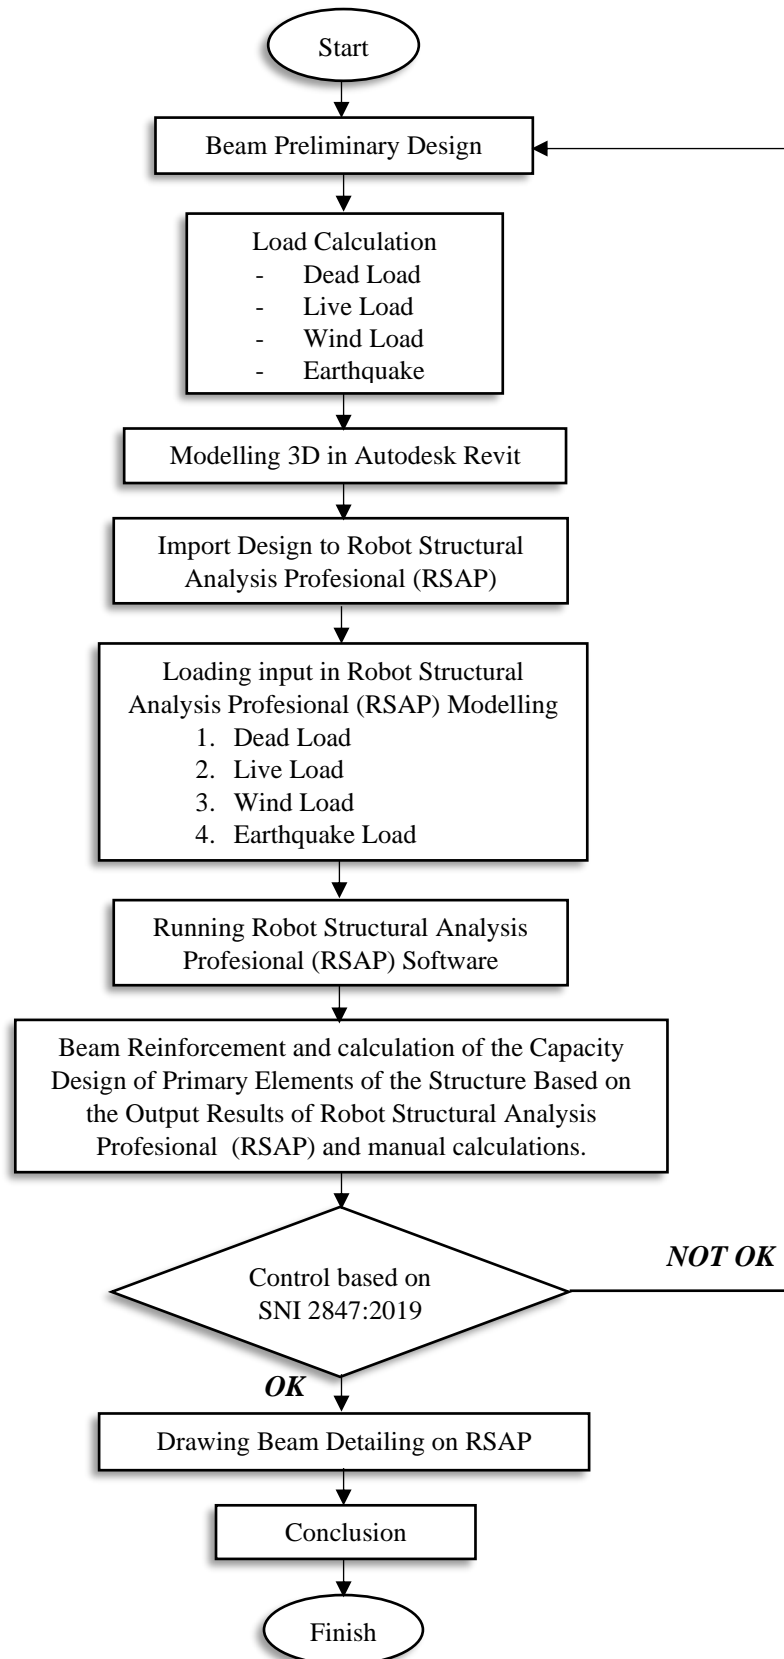 Start
Beam Preliminary Design
Load Calculation
- Dead Load
- Live Load
- Wind Load
- Earthquake
Modelling 3D in Autodesk Revit
Import Design to Robot Structural
Analysis Profesional (RSAP)
Loading input in Robot Structural
Analysis Profesional (RSAP) Modelling
1. Dead Load
2. Live Load
3. Wind Load
4. Earthquake Load
Running Robot Structural Analysis
Profesional (RSAP) Software
Beam Reinforcement and calculation of the Capacity
Design of Primary Elements of the Structure Based on
the Output Results of Robot Structural Analysis
Profesional (RSAP) and manual calculations.
NOT OK
Control based on
SNI 2847:2019
OK
Drawing Beam Detailing on RSAP
Conclusion
Finish